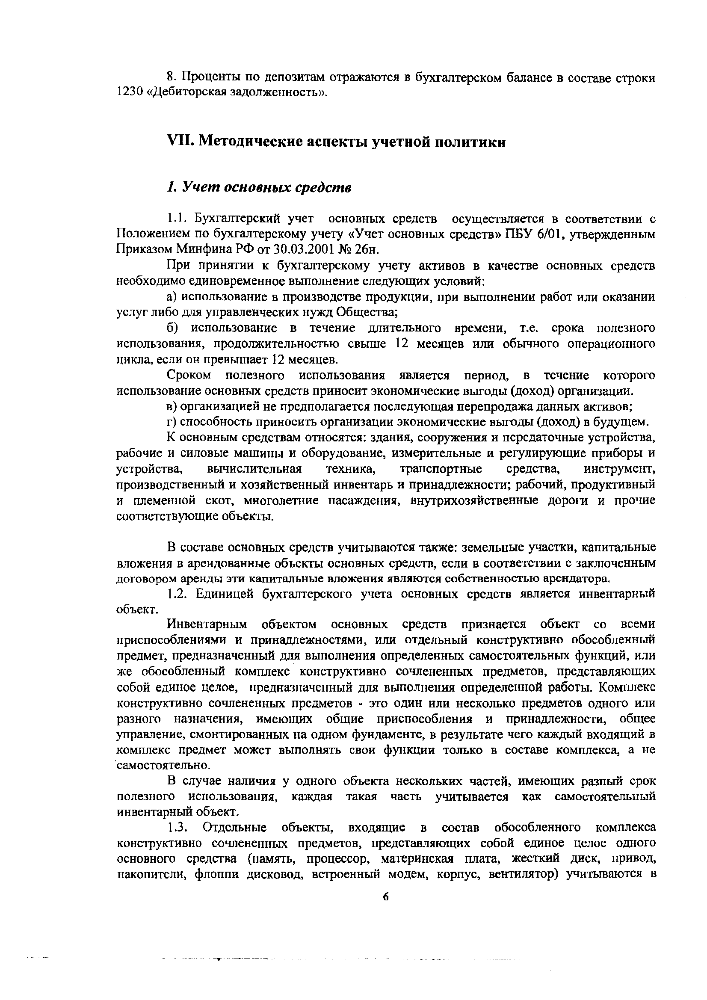 8. Проценты по депозитам отражаются в бухгалтерском балансе в составе строки
1230 «Дебиторская задолженность».
VII. Методические аспекты учетной политики
1. Учет основных средств
1.1. Бухгалтерский учет основных средств осуществляется в соответствии с
Положением по бухгалтерскому учету «Учет основных средств» ПБУ 6/01, утвержденным
Приказом Минфина РФ от 30.03.2001 № 26н.
При принятии к бухгалтерскому учету активов в качестве основных средств
необходимо единовременное выполнение следующих условий:
а) использование в производстве продукции, при выполнении работ или оказании
услуг либо для управленческих нужд Общества;
б) использование в течение длительного времени, т.е. срока полезного
использования, продолжительностью свыше 12 месяцев или обычного операционного
цикла, если он превышает 12 месяцев.
Сроком полезного использования является период, в течение которого
использование основных средств приносит экономические выгоды (доход) организации.
в) организацией не предполагается последующая перепродажа данных активов;
г) способность приносить организации экономические выгоды (доход) в будущем.
К основным средствам относятся: здания, сооружения и передаточные устройства,
рабочие и силовые машины и оборудование, измерительные и регулирующие приборы и
устройства, вычислительная техника, транспортные средства, инструмент,
производственный и хозяйственный инвентарь и принадлежности; рабочий, продуктивный
и племенной скот, многолетние насаждения, внутрихозяйственные дороги и прочие
соответствующие объекты.
В составе основных средств учитываются также: земельные участки, капитальные
вложения в арендованные объекты основных средств, если в соответствии с заключенным
договором аренды эти капитальные вложения являются собственностью арендатора.
1.2. Единицей бухгалтерского учета основных средств является инвентарный
объект.
Инвентарным объектом основных средств признается объект со всеми
приспособлениями и принадлежностями, или отдельный конструктивно обособленный
предмет, предназначенный для выполнения определенных самостоятельных функций, или
же обособленный комплекс конструктивно сочлененных предметов, представляющих
собой единое целое, предназначенный для выполнения определенной работы. Комплекс
конструктивно сочлененных предметов - это один или несколько предметов одного или
разного назначения, имеющих общие приспособления и принадлежности, общее
управление, смонтированных на одном фундаменте, в результате чего каждый входящий в
комплекс предмет может выполнять свои функции только в составе комплекса, а не
самостоятельно.
В случае наличия у одного объекта нескольких частей, имеющих разный срок
полезного использования, каждая такая часть учитывается как самостоятельный
инвентарный объект.
1.3. Отдельные объекты, входящие в состав обособленного комплекса
конструктивно сочлененных предметов, представляющих собой единое целое одного
основного средства (память, процессор, материнская плата, жесткий диск, привод,
накопители, флоппи дисковод, встроенный модем, корпус, вентилятор) учитываются в
6